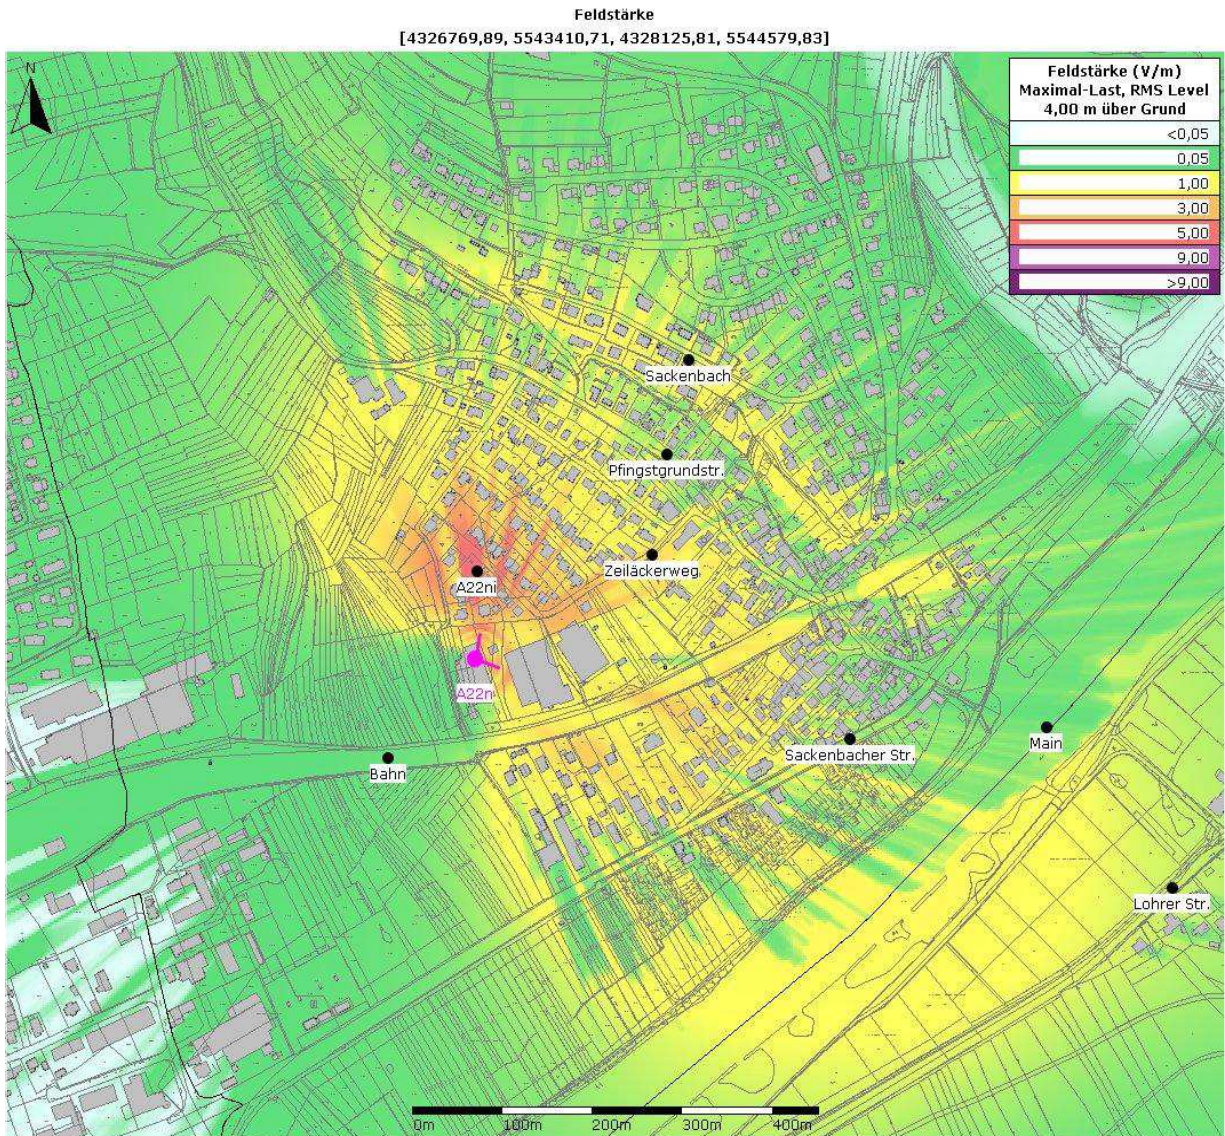 Feldstärke
[4326769,89, 5543410,71, 4328125,81, 5544579,83]
N
Feldstärke (V/m)
Maximal-Last, RMS Level
4,00 m über Grund
<0,05
0,05
1,00
3,00
5,00
9,00
>9,00
Sackenbach
Pfingstgrundstr.
Zeiläckerweg
A22ni
A22n
Sackenbacher Str.
Main
Bahn
Lohrer Str.
0m 100m 200m 300m 400m